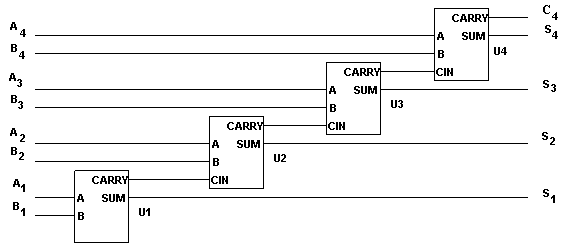 CARRY C4
A4 A SUM S4
B4 B U4
CIN
CARRY
A3 A SUM S3
B3 B U3
CIN
CARRY
A2 A SUM S2
B2 B U2
CIN
CARRY
A1 A SUM S1
B1 B U1